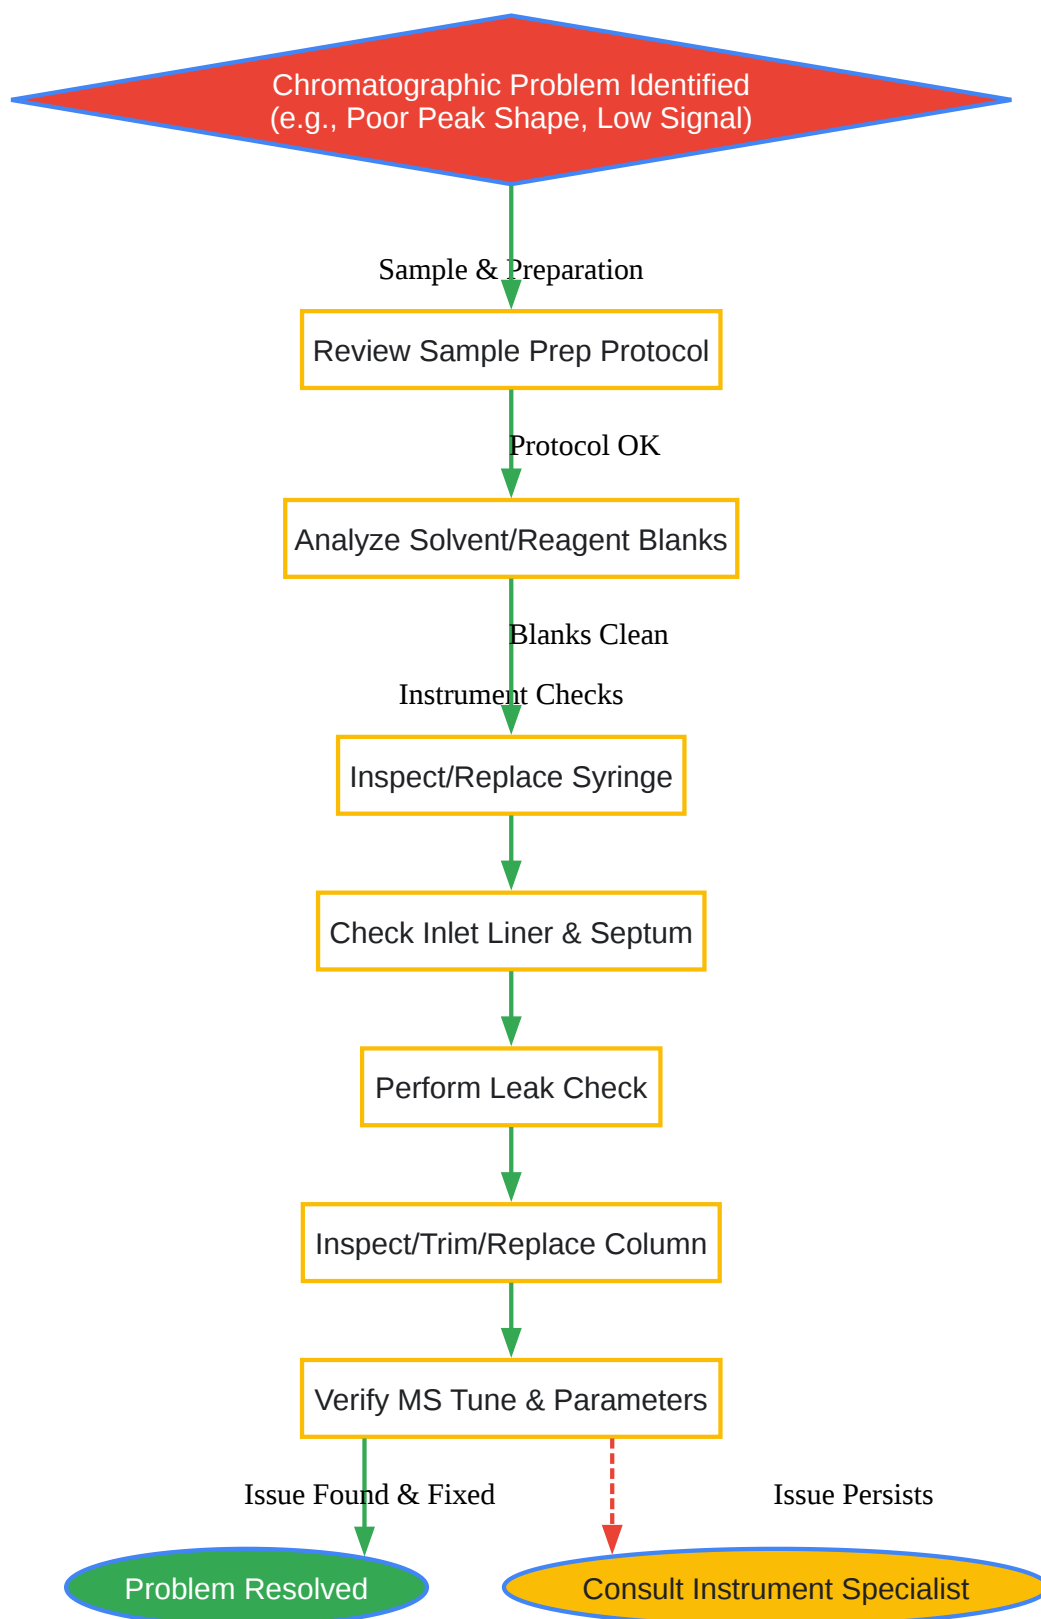 Chromatographic Problem Identified
(e.g., Poor Peak Shape, Low Signal)
Sample & Preparation
Review Sample Prep Protocol
Protocol OK
Analyze Solvent/Reagent Blanks
Blanks Clean
Instrument Checks
Inspect/Replace Syringe
Check Inlet Liner & Septum
Perform Leak Check
Inspect/Trim/Replace Column
Verify MS Tune & Parameters
Issue Found & Fixed
Issue Persists
Problem Resolved
Consult Instrument Specialist